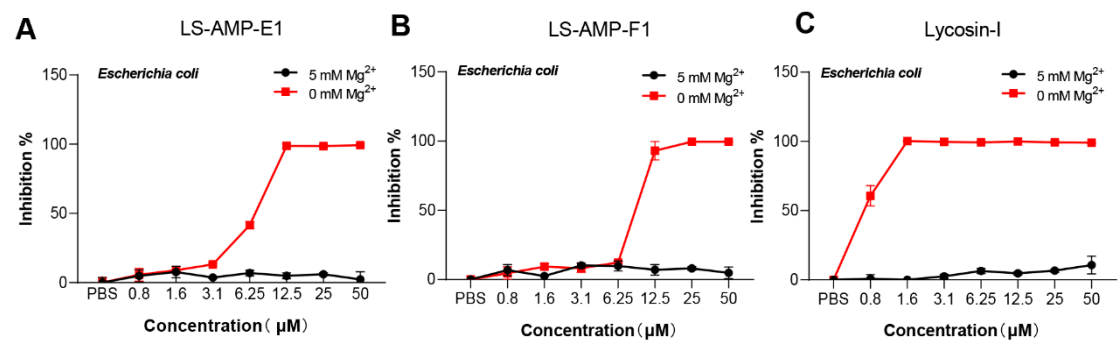 A
LS-AMP-E1
Escherichia coli
5 mM Mg2+
0 mM Mg2+
Inhibition %
150
100
50
0
PBS 0.8 1.6 3.1 6.25 12.5 25 50
Concentration( μM)
B
LS-AMP-F1
Escherichia coli
5 mM Mg2+
0 mM Mg2+
Inhibition %
150
100
50
0
PBS 0.8 1.6 3.1 6.25 12.5 25 50
Concentration( μM)
C
Lycosin-I
Escherichia coli
5 mM Mg2+
0 mM Mg2+
Inhibition %
150
100
50
0
PBS 0.8 1.6 3.1 6.25 12.5 25 50
Concentration( μM)